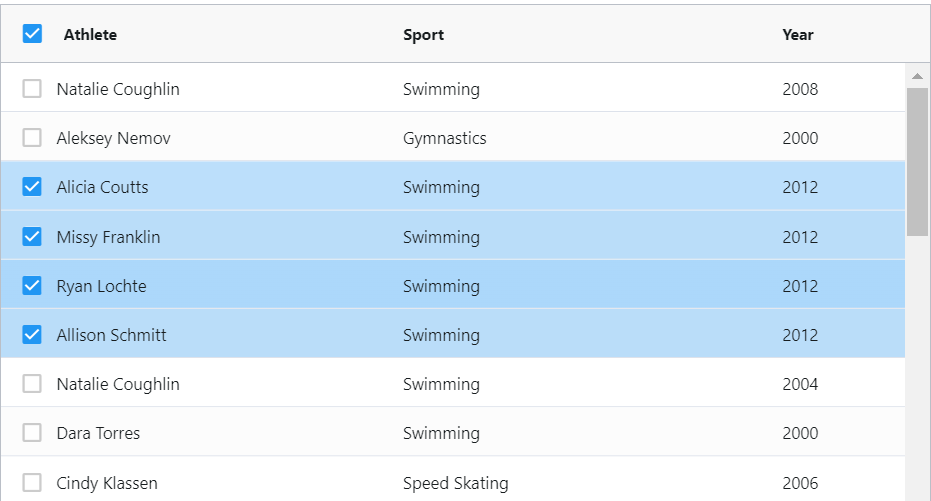 Athlete Sport Year
Natalie Coughlin Swimming 2008
Aleksey Nemov Gymnastics 2000
Alicia Coutts Swimming 2012
Missy Franklin Swimming 2012
Ryan Lochte Swimming 2012
Allison Schmitt Swimming 2012
Natalie Coughlin Swimming 2004
Dara Torres Swimming 2000
Cindy Klassen Speed Skating 2006